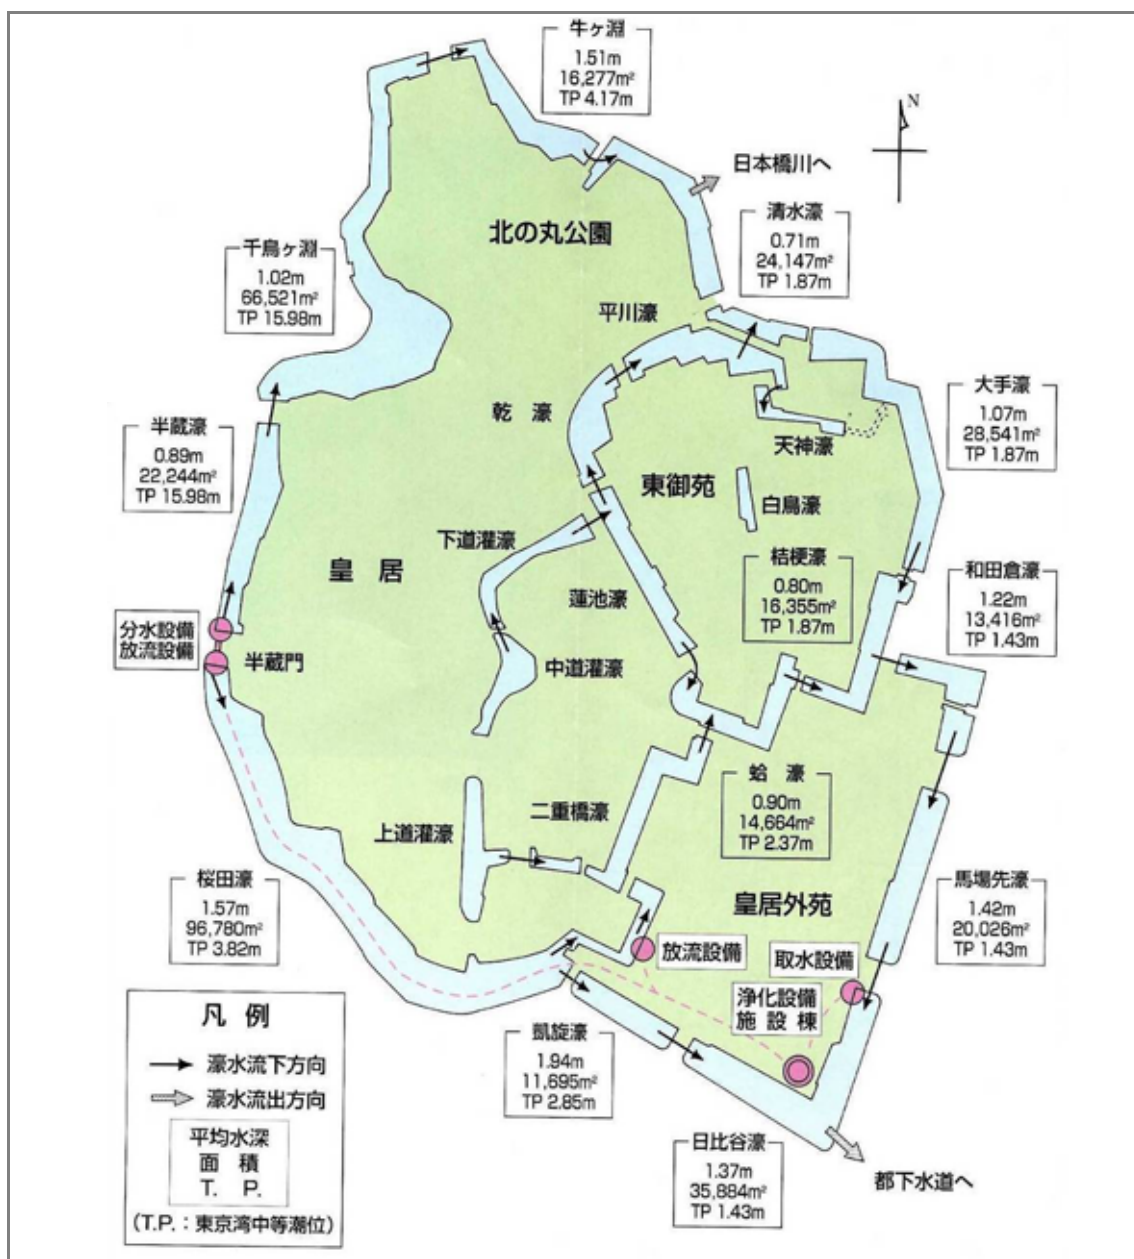 牛ヶ淵
1.51m
16,277m²
TP 4.17m
N
日本橋川へ
北の丸公園
清水濠
0.71m
24,147m²
TP 1.87m
千鳥ヶ淵
1.02m
66,521m²
TP 15.98m
平川濠
大手濠
1.07m
28,541m²
TP 1.87m
乾 濠
半蔵濠
0.89m
22,244m²
TP 15.98m
天神濠
東御苑
白鳥濠
下道灌濠
皇 居
桔梗濠
0.80m
16,355m²
TP 1.87m
和田倉濠
1.22m
13,416m²
TP 1.43m
蓮池濠
分水設備
放流設備
半蔵門
中道灌濠
蛤 濠
0.90m
14,664m²
TP 2.37m
二重橋濠
上道灌濠
桜田濠
1.57m
96,780m²
TP 3.82m
皇居外苑
馬場先濠
1.42m
20,026m²
TP 1.43m
放流設備
取水設備
浄化設備
施設棟
凡 例
濠水流下方向
濠水流出方向
平均水深
面 積
T. P.
(T.P.：東京湾中等潮位)
凱旋濠
1.94m
11,695m²
TP 2.85m
日比谷濠
1.37m
35,884m²
TP 1.43m
都下水道へ